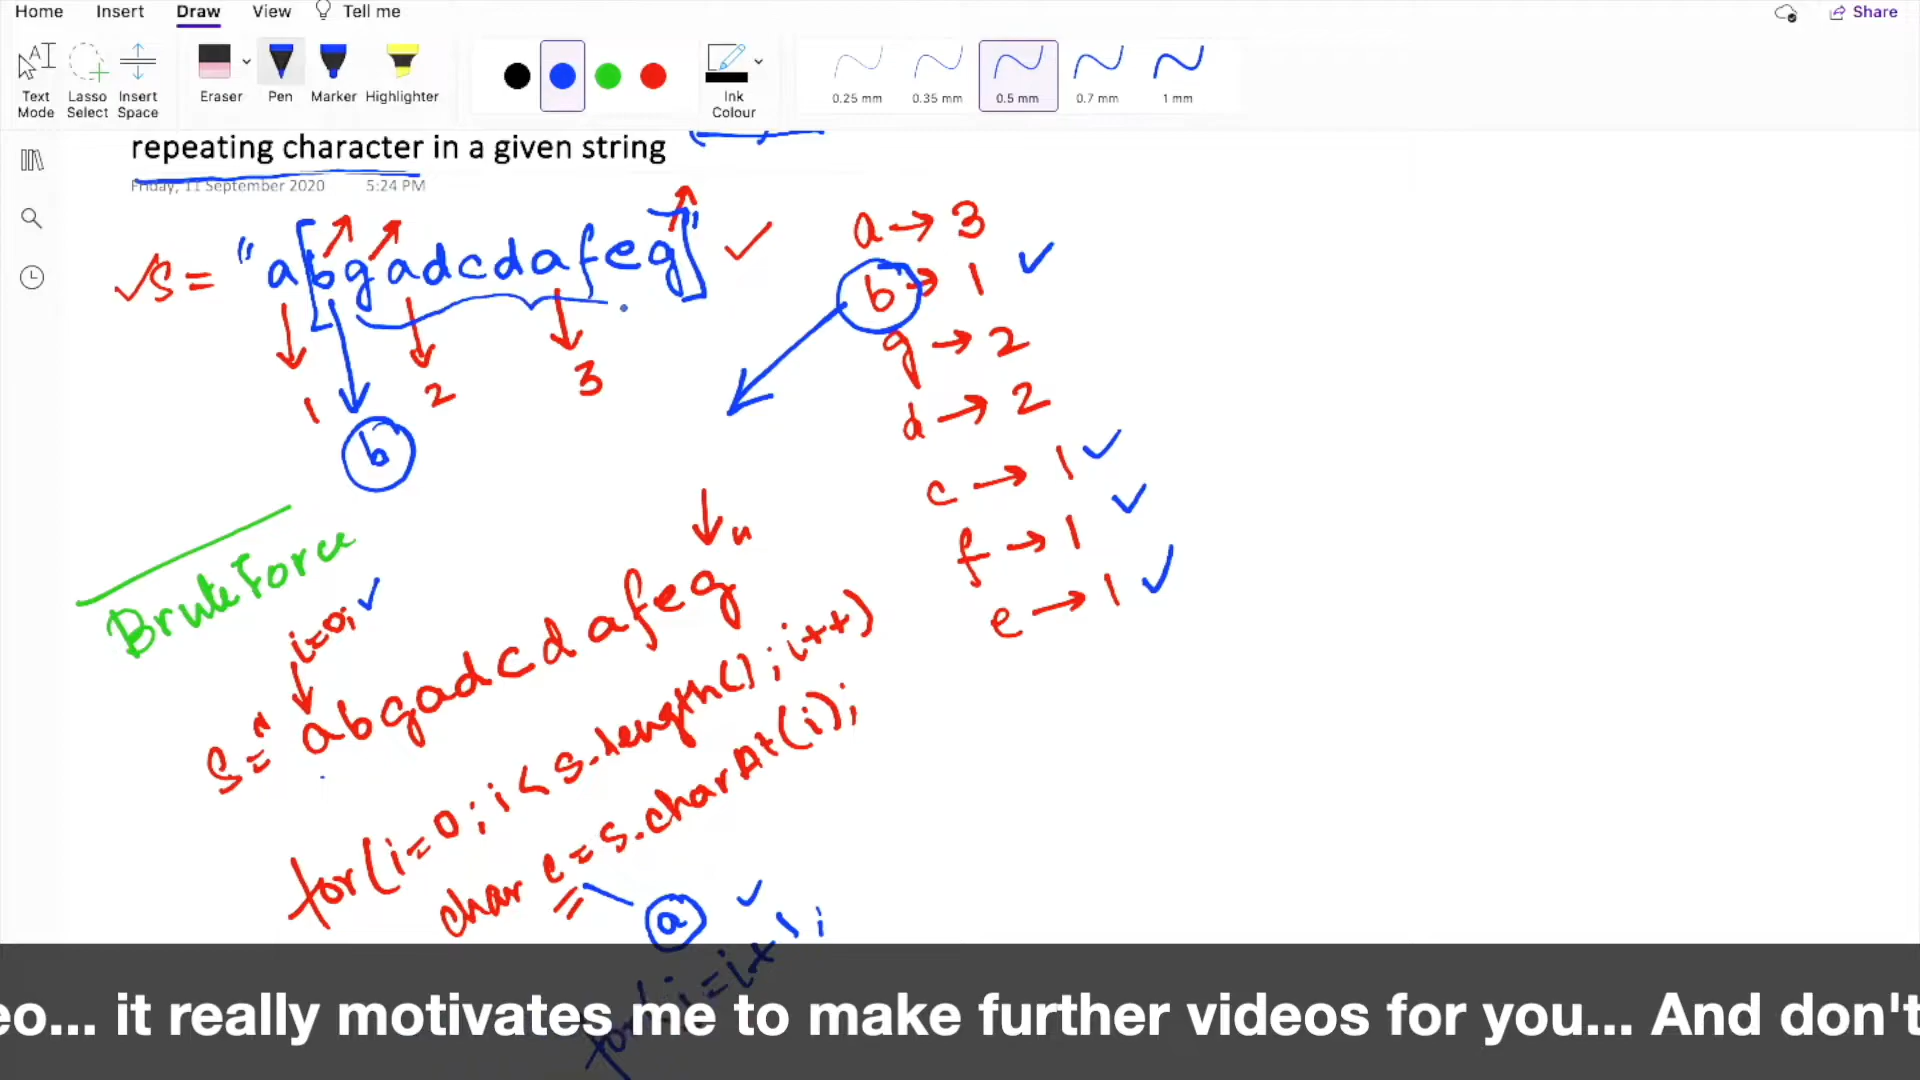 Home Insert Draw View Tell me Share
Text Mode Lasso Select Insert Space Eraser Pen Marker Highlighter Ink Colour 0.25 mm 0.35 mm 0.5 mm 0.7 mm 1 mm
repeating character in a given string
Friday, 11 September 2020 5:24 PM
S = "abgadcdafeg"
1 2 3
b
a → 3
b → 1
g → 2
d → 2
c → 1
f → 1
e → 1
BruteForce
i=0;
S = "abgadcdafeg"
for(i=0; i<s.length(); i++)
char c = s.charAt(i);
a
eo... it really motivates me to make further videos for you... And don't